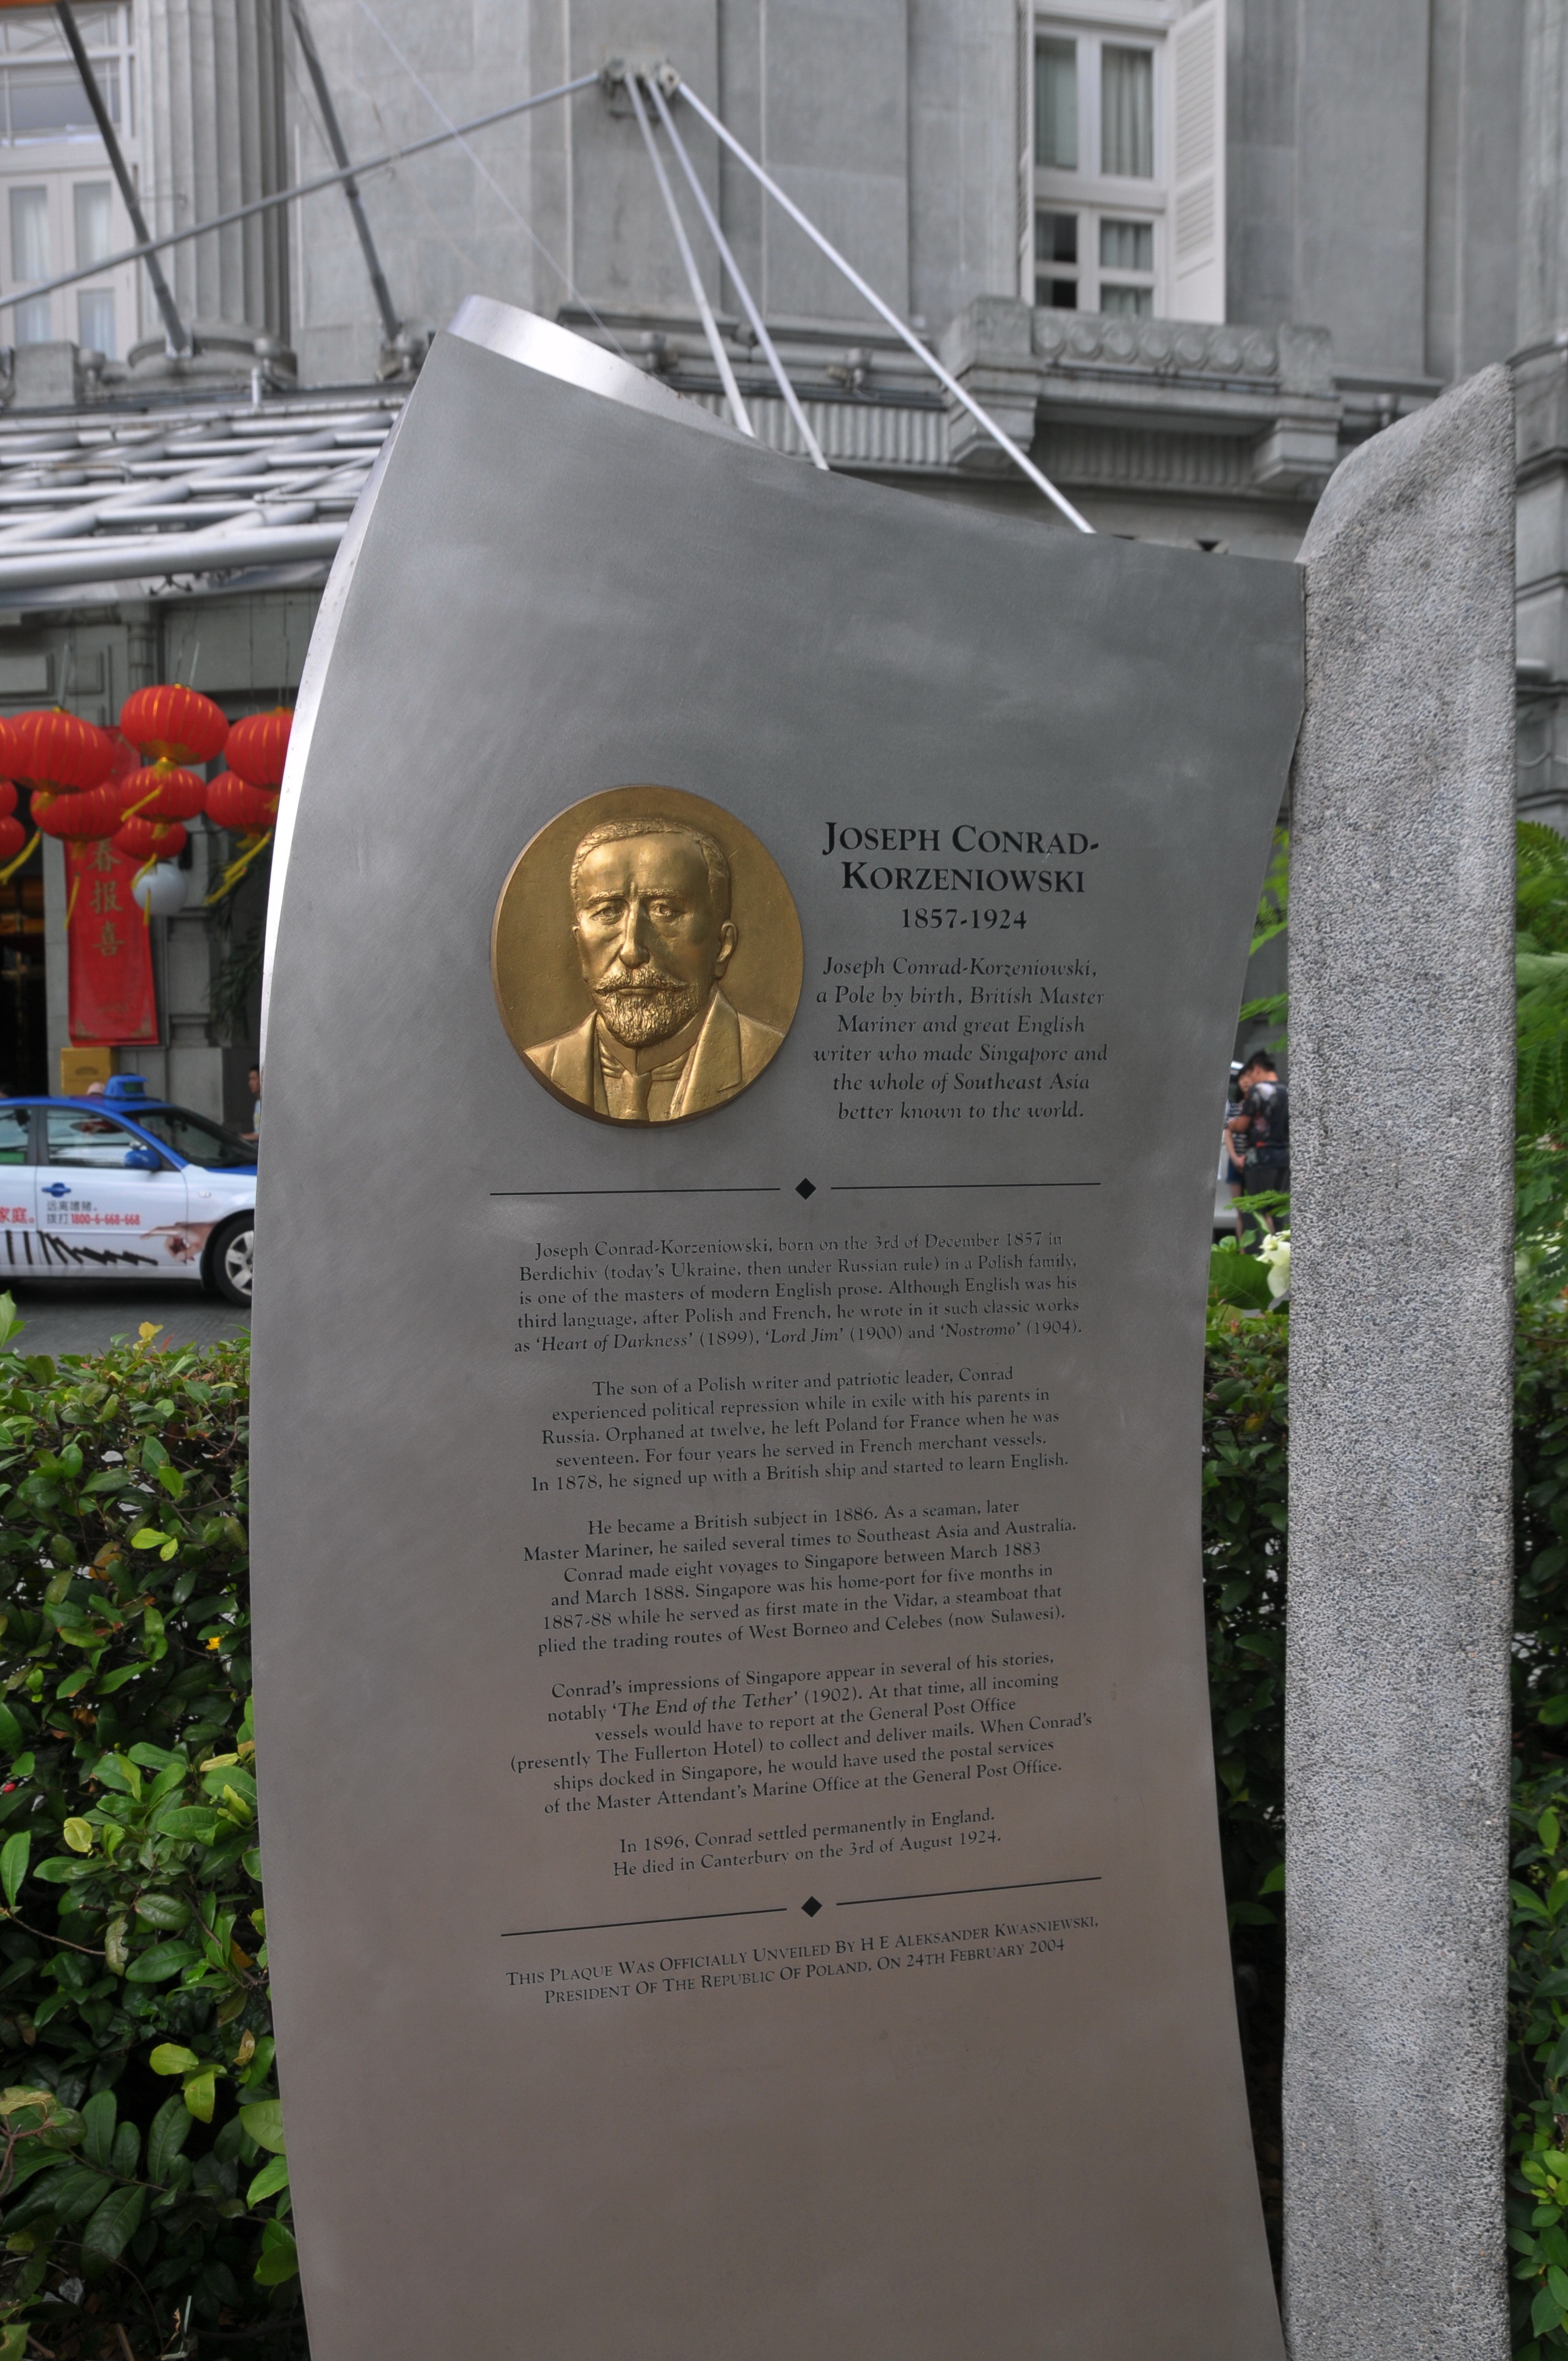 JOSEPH CONRAD-
KORZENIOWSKI
1857-1924
Joseph Conrad-Korzeniowski,
a Pole by birth, British Master
Mariner and great English
writer who made Singapore and
the whole of Southeast Asia
better known to the world.
Joseph Conrad-Korzeniowski, born on the 3rd of December 1857 in
Berdichiv (today's Ukraine, then under Russian rule) in a Polish family,
is one of the masters of modern English prose. Although English was his
third language, after Polish and French, he wrote in it such classic works
as 'Heart of Darkness' (1899), 'Lord Jim' (1900) and 'Nostromo' (1904).
The son of a Polish writer and patriotic leader, Conrad
experienced political repression while in exile with his parents in
Russia. Orphaned at twelve, he left Poland for France when he was
seventeen. For four years he served in French merchant vessels.
In 1878, he signed up with a British ship and started to learn English.
He became a British subject in 1886. As a seaman, later
Master Mariner, he sailed several times to Southeast Asia and Australia.
Conrad made eight voyages to Singapore between March 1883
and March 1888. Singapore was his home-port for five months in
1887-88 while he served as first mate in the Vidar, a steamboat that
plied the trading routes of West Borneo and Celebes (now Sulawesi).
Conrad's impressions of Singapore appear in several of his stories,
notably 'The End of the Tether' (1902). At that time, all incoming
vessels would have to report at the General Post Office
(presently The Fullerton Hotel) to collect and deliver mails. When Conrad's
ships docked in Singapore, he would have used the postal services
of the Master Attendant's Marine Office at the General Post Office.
In 1896, Conrad settled permanently in England.
He died in Canterbury on the 3rd of August 1924.
THIS PLAQUE WAS OFFICIALLY UNVEILED BY H E ALEKSANDER KWASNIEWSKI,
PRESIDENT OF THE REPUBLIC OF POLAND, ON 24TH FEBRUARY 2004
春报喜
家庭。
远离赌博。
拨打 1800-6-668-668